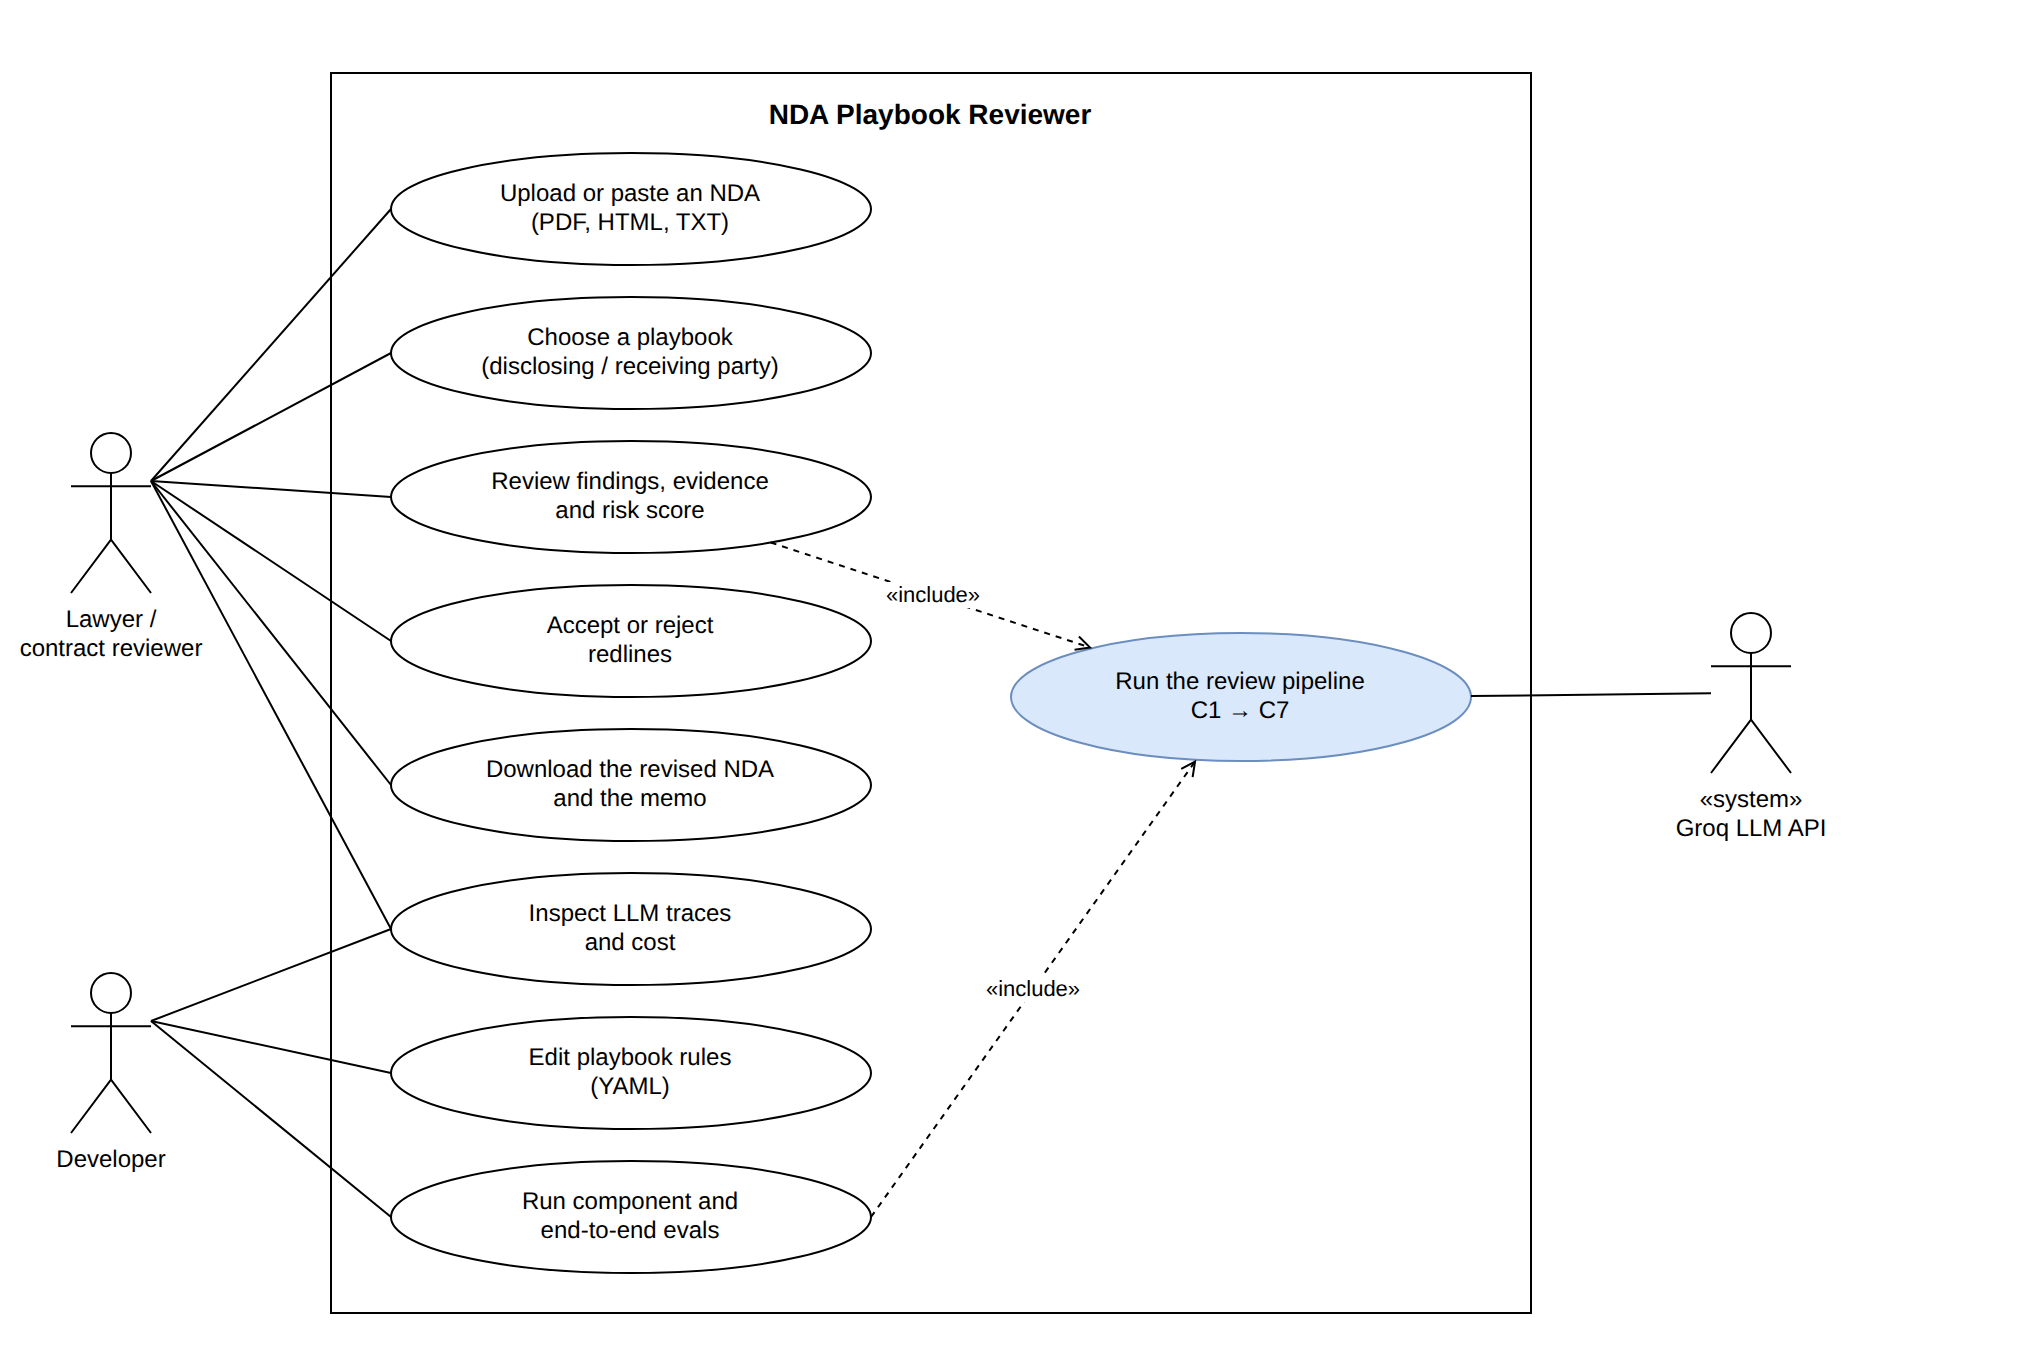 NDA Playbook Reviewer
Upload or paste an NDA
(PDF, HTML, TXT)
Choose a playbook
(disclosing / receiving party)
Review findings, evidence
and risk score
«include»
Accept or reject
redlines
Lawyer /
contract reviewer
Run the review pipeline
C1 → C7
Download the revised NDA
and the memo
«system»
Groq LLM API
Inspect LLM traces
and cost
«include»
Edit playbook rules
(YAML)
Developer
Run component and
end-to-end evals